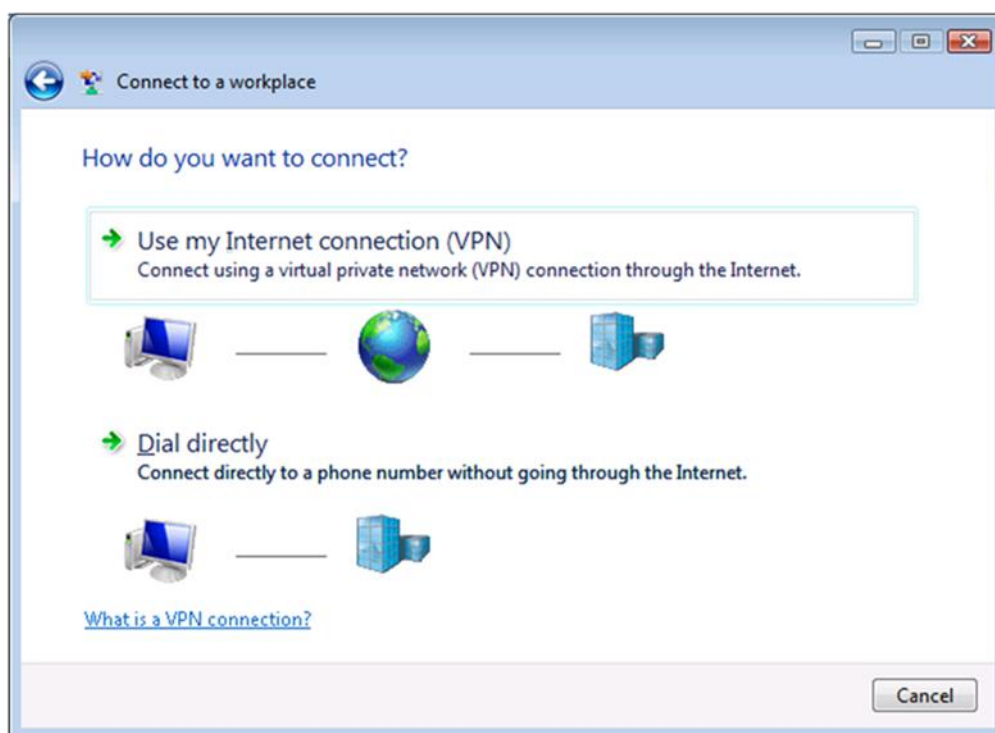 Connect to a workplace
How do you want to connect?
Use my Internet connection (VPN)
Connect using a virtual private network (VPN) connection through the Internet.
Dial directly
Connect directly to a phone number without going through the Internet.
What is a VPN connection?
Cancel